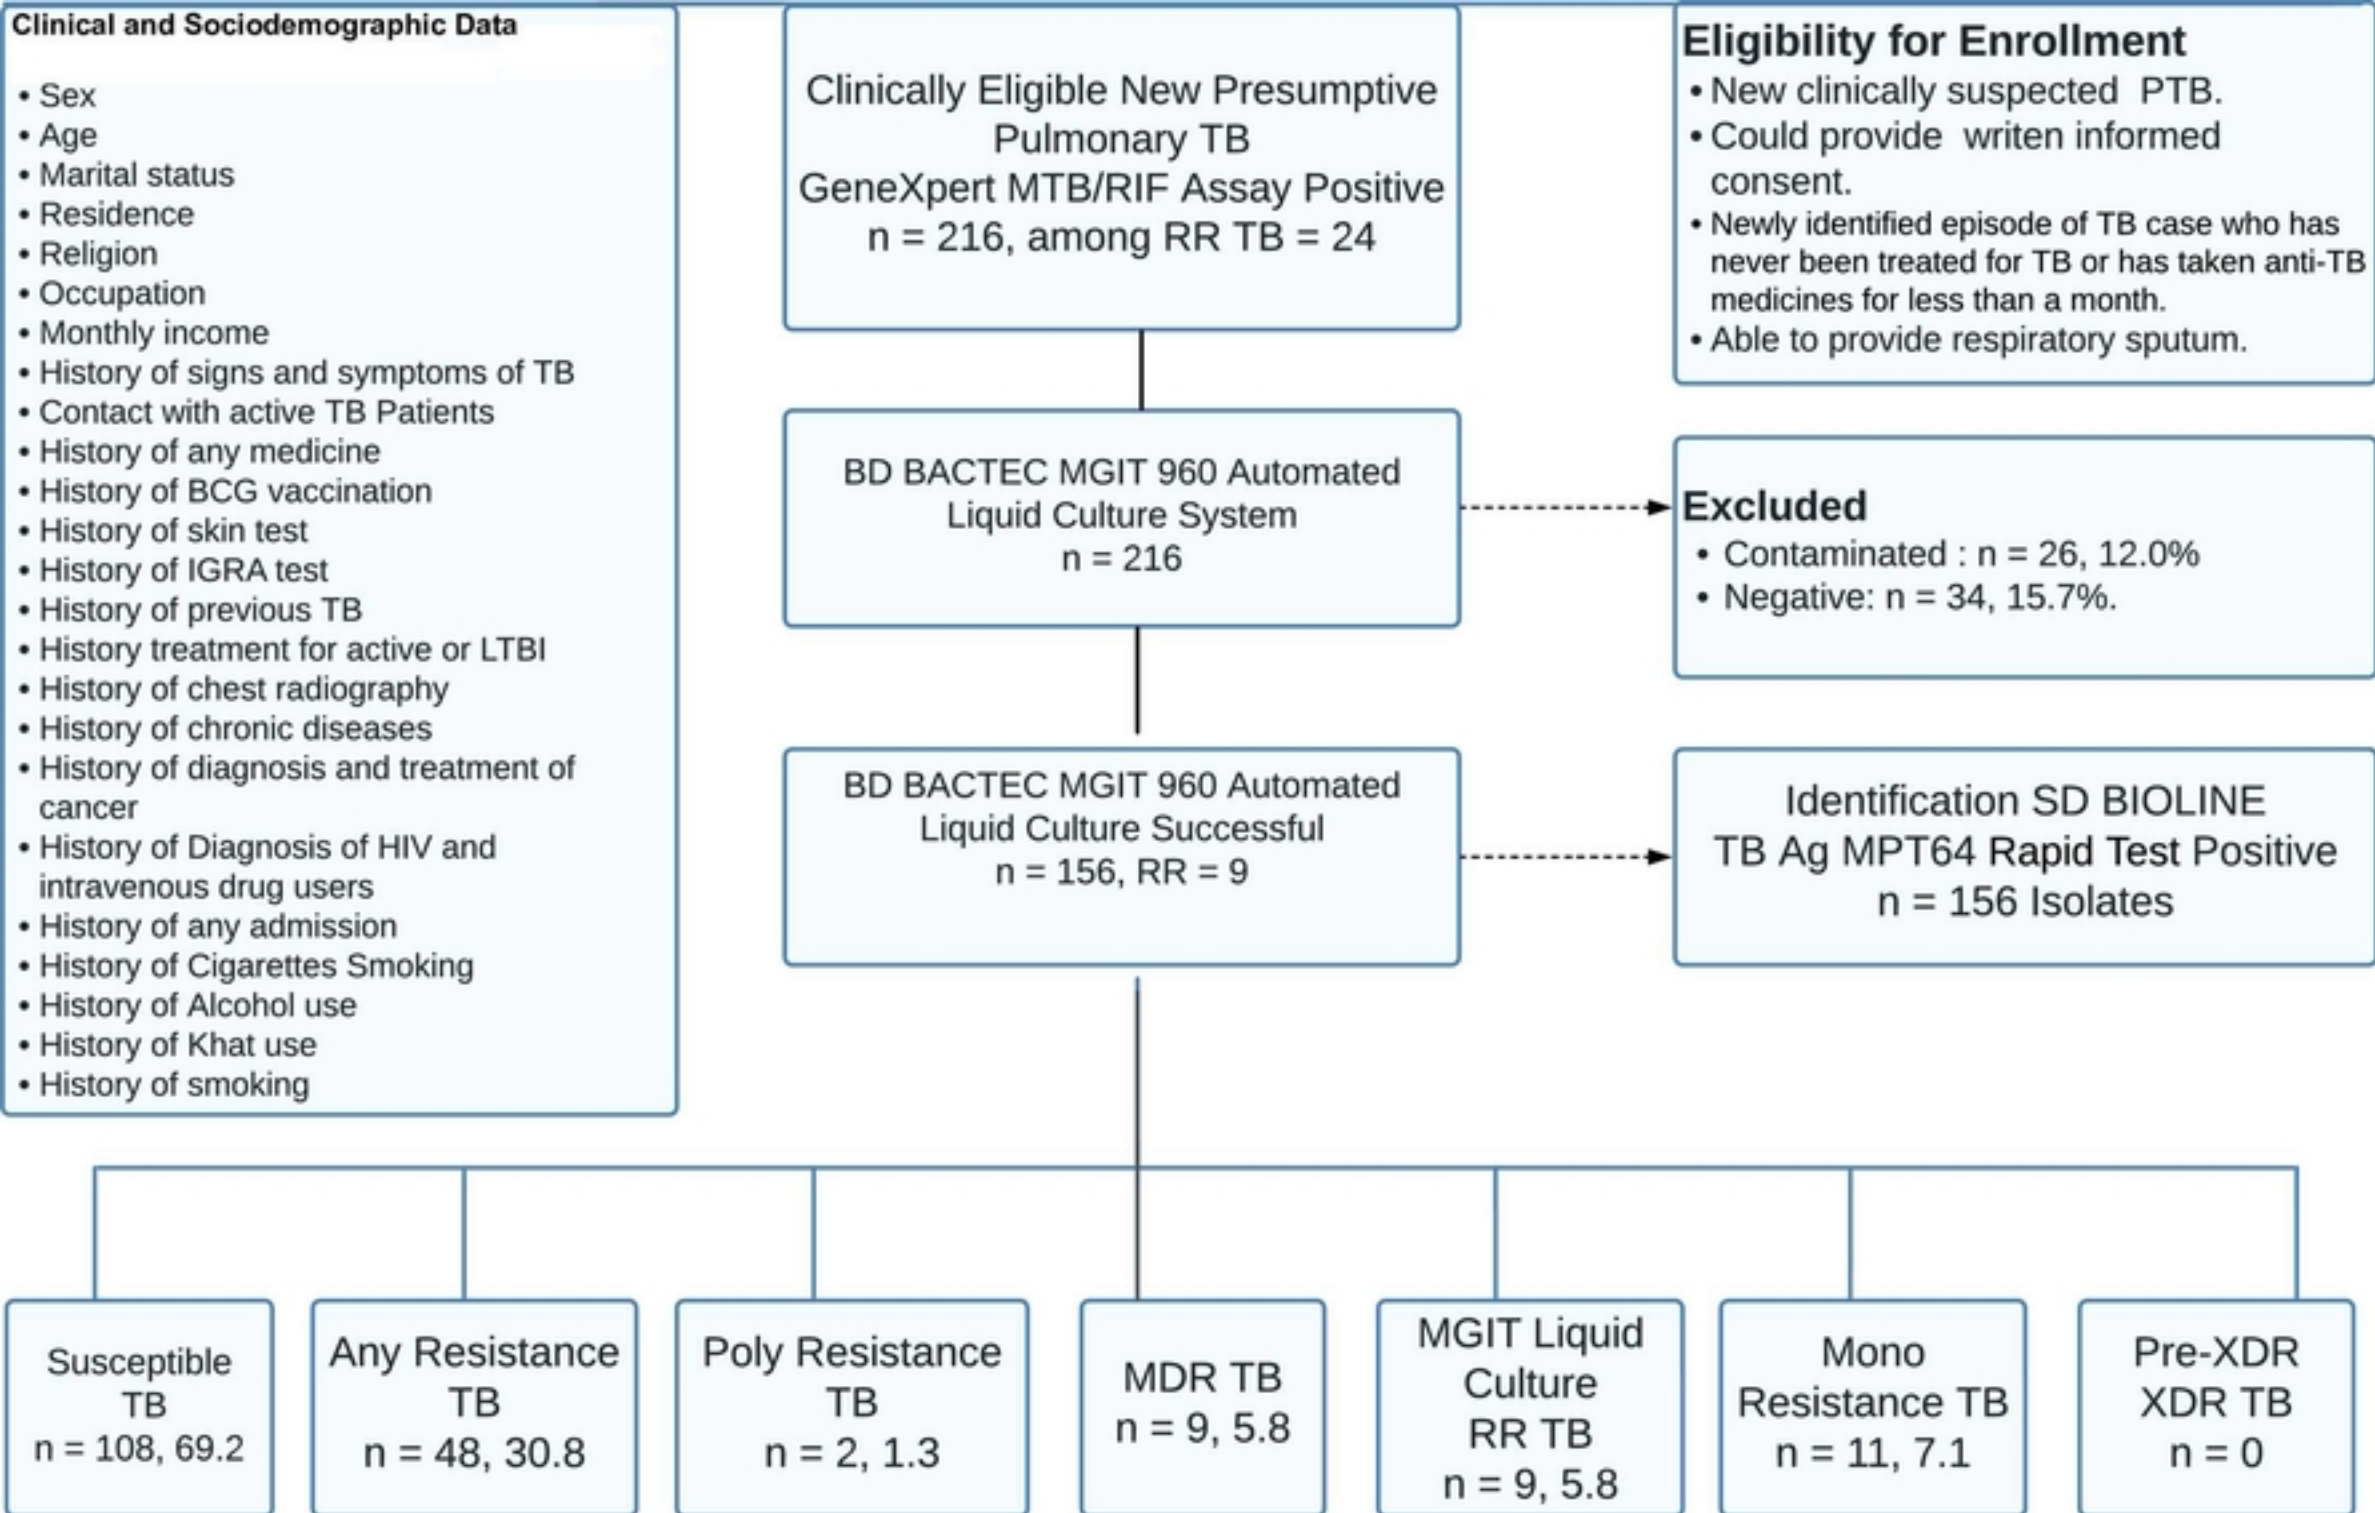 Clinical and Sociodemographic Data
• Sex
• Age
• Marital status
• Residence
• Religion
• Occupation
• Monthly income
• History of signs and symptoms of TB
• Contact with active TB Patients
• History of any medicine
• History of BCG vaccination
• History of skin test
• History of IGRA test
• History of previous TB
• History treatment for active or LTBI
• History of chest radiography
• History of chronic diseases
• History of diagnosis and treatment of
cancer
• History of Diagnosis of HIV and
intravenous drug users
• History of any admission
• History of Cigarettes Smoking
• History of Alcohol use
• History of Khat use
• History of smoking
Clinically Eligible New Presumptive
Pulmonary TB
GeneXpert MTB/RIF Assay Positive
n = 216, among RR TB = 24
Eligibility for Enrollment
• New clinically suspected PTB.
• Could provide writen informed
consent.
• Newly identified episode of TB case who has
never been treated for TB or has taken anti-TB
medicines for less than a month.
• Able to provide respiratory sputum.
BD BACTEC MGIT 960 Automated
Liquid Culture System
n = 216
Excluded
• Contaminated : n = 26, 12.0%
• Negative: n = 34, 15.7%.
BD BACTEC MGIT 960 Automated
Liquid Culture Successful
n = 156, RR = 9
Identification SD BIOLINE
TB Ag MPT64 Rapid Test Positive
n = 156 Isolates
Susceptible
TB
n = 108, 69.2
Any Resistance
TB
n = 48, 30.8
Poly Resistance
TB
n = 2, 1.3
MDR TB
n = 9, 5.8
MGIT Liquid
Culture
RR TB
n = 9, 5.8
Mono
Resistance TB
n = 11, 7.1
Pre-XDR
XDR TB
n = 0